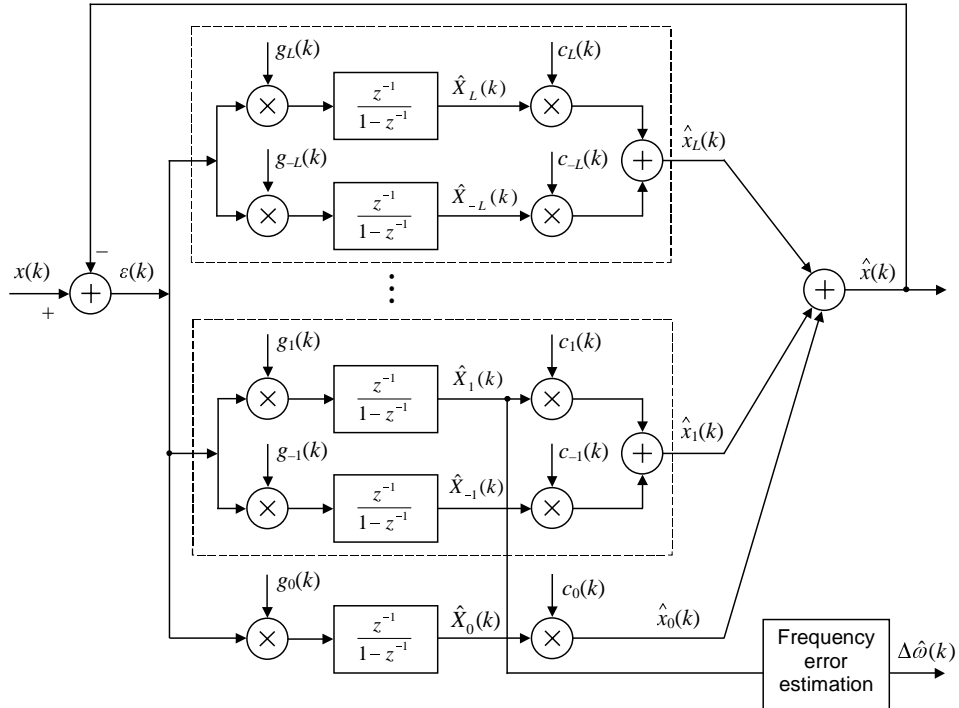 g_L(k) c_L(k)
z⁻¹ / 1 − z⁻¹
X̂_L(k)
x̂_L(k)
g_−L(k) c_−L(k)
z⁻¹ / 1 − z⁻¹
X̂_−L(k)
x(k) + − ε(k) x̂(k)
g_1(k) c_1(k)
z⁻¹ / 1 − z⁻¹
X̂_1(k)
x̂_1(k)
g_−1(k) c_−1(k)
z⁻¹ / 1 − z⁻¹
X̂_−1(k)
g_0(k) c_0(k)
z⁻¹ / 1 − z⁻¹
X̂_0(k)
x̂_0(k)
Frequency
error
estimation
Δω̂(k)